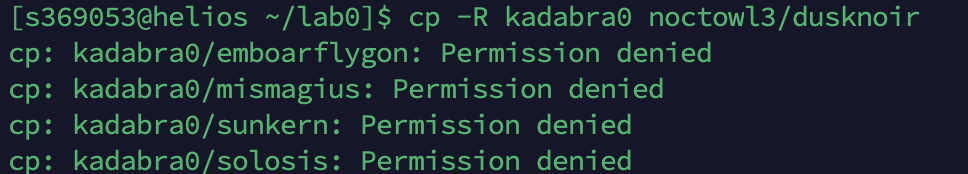 [s369053@helios ~/lab0]$ cp -R kadabra0 noctowl3/dusknoir
cp: kadabra0/emboarflygon: Permission denied
cp: kadabra0/mismagius: Permission denied
cp: kadabra0/sunkern: Permission denied
cp: kadabra0/solosis: Permission denied